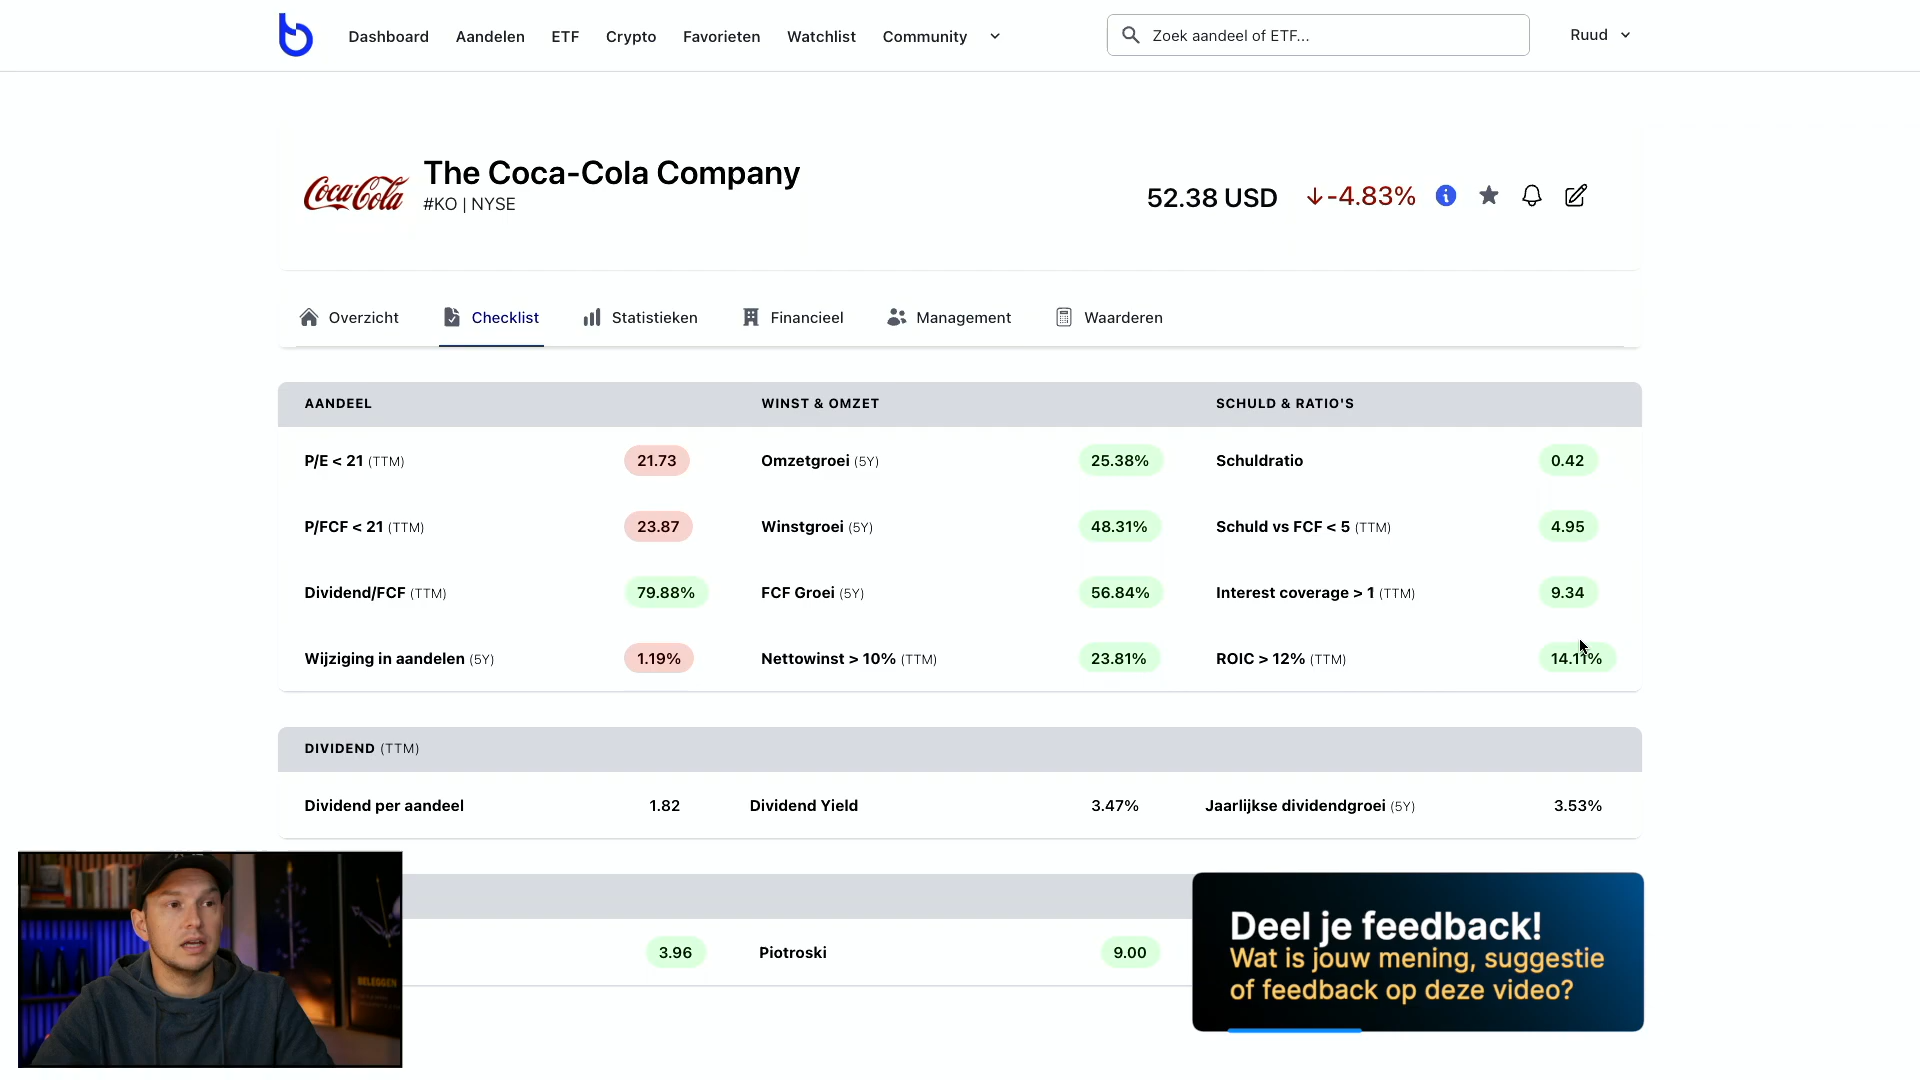 Dashboard Aandelen ETF Crypto Favorieten Watchlist Community Zoek aandeel of ETF... Ruud
Coca-Cola
The Coca-Cola Company
#KO | NYSE
52.38 USD -4.83%
Overzicht Checklist Statistieken Financieel Management Waarderen
AANDEEL WINST & OMZET SCHULD & RATIO'S
P/E < 21 (TTM) 21.73 Omzetgroei (5Y) 25.38% Schuldratio 0.42
P/FCF < 21 (TTM) 23.87 Winstgroei (5Y) 48.31% Schuld vs FCF < 5 (TTM) 4.95
Dividend/FCF (TTM) 79.88% FCF Groei (5Y) 56.84% Interest coverage > 1 (TTM) 9.34
Wijziging in aandelen (5Y) 1.19% Nettowinst > 10% (TTM) 23.81% ROIC > 12% (TTM) 14.11%
DIVIDEND (TTM)
Dividend per aandeel 1.82 Dividend Yield 3.47% Jaarlijkse dividendgroei (5Y) 3.53%
3.96 Piotroski 9.00
BELEGGEN
Deel je feedback!
Wat is jouw mening, suggestie
of feedback op deze video?